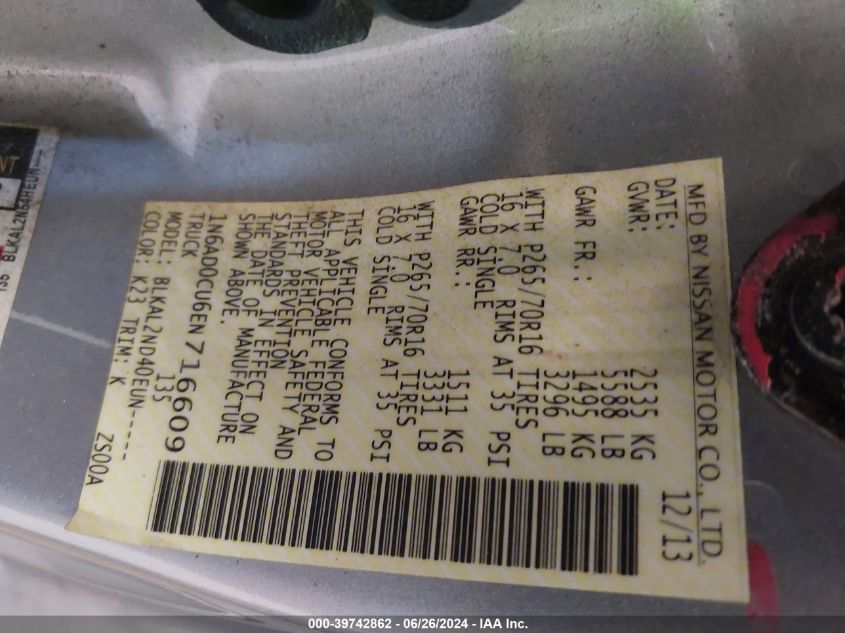 MFD BY NISSAN MOTOR CO., LTD.
DATE: 12/13
GVWR: 2535 KG
5588 LB
GAWR FR.: 1495 KG
3296 LB
WITH P265/70R16 TIRES
16 X 7.0 RIMS AT 35 PSI
COLD SINGLE
GAWR RR.: 1511 KG
3331 LB
WITH P265/70R16 TIRES
16 X 7.0 RIMS AT 35 PSI
COLD SINGLE
THIS VEHICLE CONFORMS TO
ALL APPLICABLE FEDERAL
MOTOR VEHICLE SAFETY AND
THEFT PREVENTION
STANDARDS IN EFFECT ON
THE DATE OF MANUFACTURE
SHOWN ABOVE.
1N6AD0CU6EN716609
TRUCK 135
MODEL: BLKAL2ND4OEUN-----
COLOR: K23 TRIM: K ZS00A
000-39742862 - 06/26/2024 - IAA Inc.